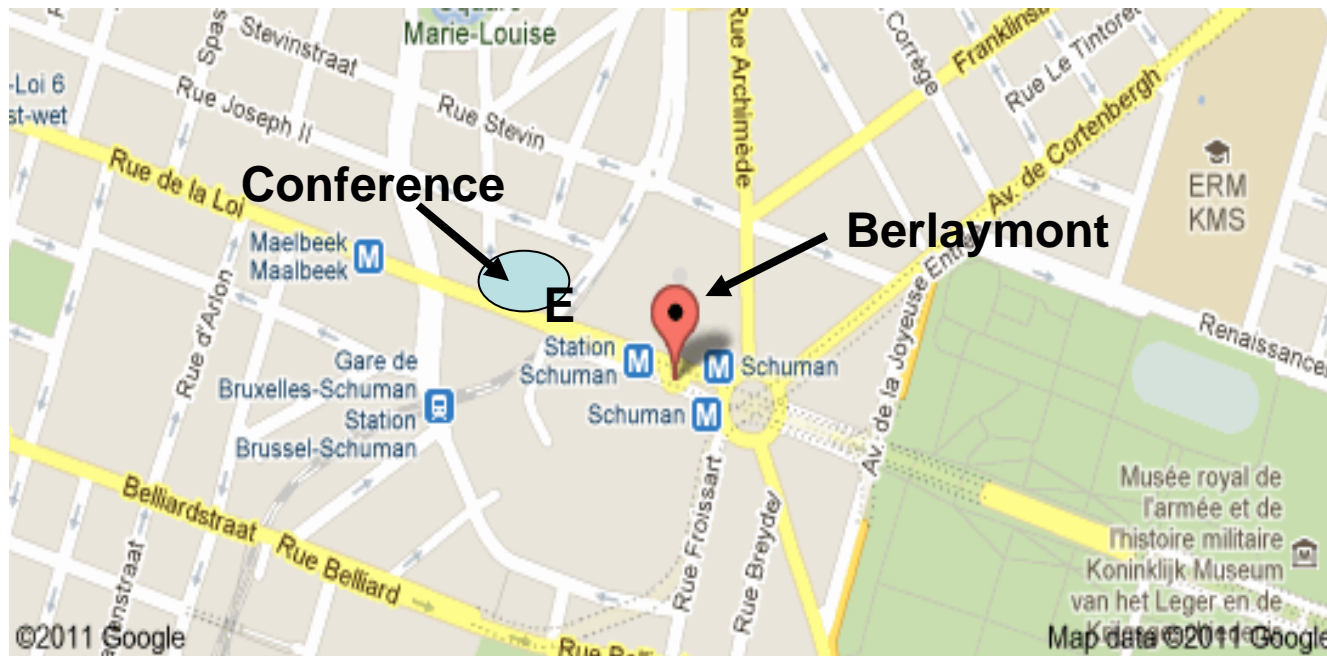 Square
Marie-Louise
Stevinstraat
Rue Joseph II
Rue Stevin
-Loi 6
st-wet
Rue de la Loi
Conference
Maelbeek
Maalbeek
M
E
Berlaymont
Rue Archimède
Corrège
Rue Le Tintoret
Av. de Cortenbergh
ERM
KMS
Station
Schuman
M
M
Schuman
Schuman
M
Gare de
Bruxelles-Schuman
Station
Brussel-Schuman
Rue d'Arlon
Av. de la Joyeuse Entrée
Belliardstraat
Rue Belliard
Rue Froissart
Rue Breydel
Musée royal de
l'armée et de
l'histoire militaire
Koninklijk Museum
van het Leger en de
©2011 Google
Map data ©2011 Google